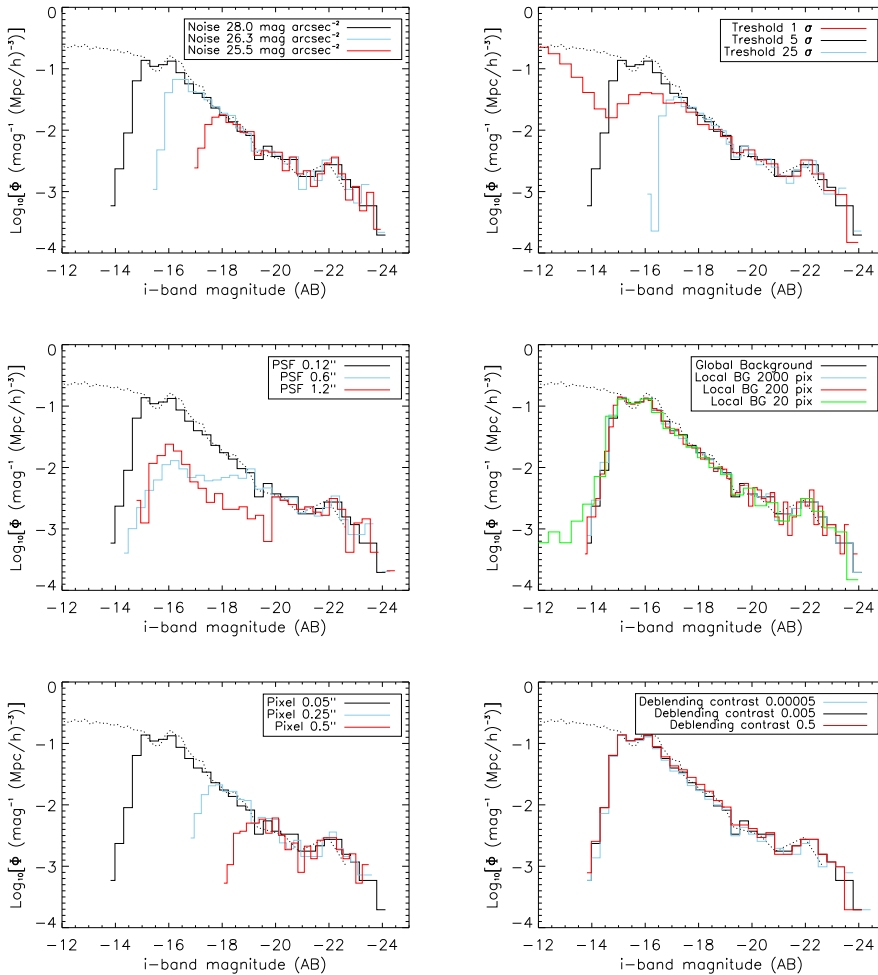 Noise 28.0 mag arcsec⁻²
Noise 26.3 mag arcsec⁻²
Noise 25.5 mag arcsec⁻²
0
-1
-2
-3
-4
Log₁₀[Φ (mag⁻¹ (Mpc/h)⁻³)]
-12 -14 -16 -18 -20 -22 -24
i-band magnitude (AB)
Treshold 1 σ
Treshold 5 σ
Treshold 25 σ
0
-1
-2
-3
-4
Log₁₀[Φ (mag⁻¹ (Mpc/h)⁻³)]
-12 -14 -16 -18 -20 -22 -24
i-band magnitude (AB)
PSF 0.12"
PSF 0.6"
PSF 1.2"
0
-1
-2
-3
-4
Log₁₀[Φ (mag⁻¹ (Mpc/h)⁻³)]
-12 -14 -16 -18 -20 -22 -24
i-band magnitude (AB)
Global Background
Local BG 2000 pix
Local BG 200 pix
Local BG 20 pix
0
-1
-2
-3
-4
Log₁₀[Φ (mag⁻¹ (Mpc/h)⁻³)]
-12 -14 -16 -18 -20 -22 -24
i-band magnitude (AB)
Pixel 0.05"
Pixel 0.25"
Pixel 0.5"
0
-1
-2
-3
-4
Log₁₀[Φ (mag⁻¹ (Mpc/h)⁻³)]
-12 -14 -16 -18 -20 -22 -24
i-band magnitude (AB)
Deblending contrast 0.00005
Deblending contrast 0.005
Deblending contrast 0.5
0
-1
-2
-3
-4
Log₁₀[Φ (mag⁻¹ (Mpc/h)⁻³)]
-12 -14 -16 -18 -20 -22 -24
i-band magnitude (AB)